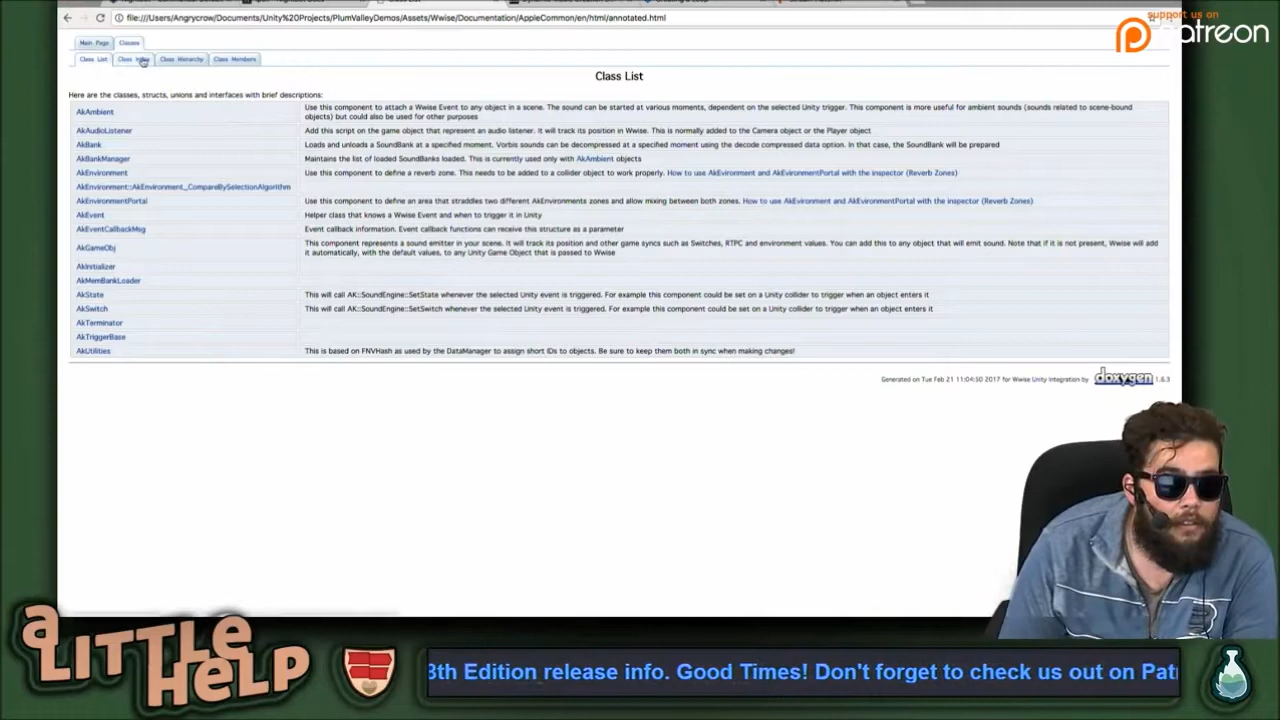 file:///Users/Angrycrow/Documents/Unity%20Projects/PlumValleyDemos/Assets/Wwise/Documentation/AppleCommon/en/html/annotated.html
support us on
Patreon
Main Page Classes
Class List Class Index Class Hierarchy Class Members
Class List
Here are the classes, structs, unions and interfaces with brief descriptions:
AkAmbient Use this component to attach a Wwise Event to any object in a scene. The sound can be started at various moments, dependent on the selected Unity trigger. This component is more useful for ambient sounds (sounds related to scene-bound
objects) but could also be used for other purposes
AkAudioListener Add this script on the game object that represent an audio listener. It will track its position in Wwise. This is normally added to the Camera object or the Player object
AkBank Loads and unloads a SoundBank at a specified moment. Vorbis sounds can be decompressed at a specified moment using the decode compressed data option. In that case, the SoundBank will be prepared
AkBankManager Maintains the list of loaded SoundBanks loaded. This is currently used only with AkAmbient objects
AkEnvironment Use this component to define a reverb zone. This needs to be added to a collider object to work properly. How to use AkEvironment and AkEvironmentPortal with the inspector (Reverb Zones)
AkEnvironment::AkEnvironment_CompareBySelectionAlgorithm
AkEnvironmentPortal Use this component to define an area that straddles two different AkEnvironments zones and allow mixing between both zones. How to use AkEvironment and AkEvironmentPortal with the inspector (Reverb Zones)
AkEvent Helper class that knows a Wwise Event and when to trigger it in Unity
AkEventCallbackMsg Event callback information. Event callback functions can receive this structure as a parameter
AkGameObj This component represents a sound emitter in your scene. It will track its position and other game syncs such as Switches, RTPC and environment values. You can add this to any object that will emit sound. Note that if it is not present, Wwise will add
it automatically, with the default values, to any Unity Game Object that is passed to Wwise
AkInitializer
AkMemBankLoader
AkState This will call AK::SoundEngine::SetState whenever the selected Unity event is triggered. For example this component could be set on a Unity collider to trigger when an object enters it
AkSwitch This will call AK::SoundEngine::SetSwitch whenever the selected Unity event is triggered. For example this component could be set on a Unity collider to trigger when an object enters it
AkTerminator
AkTriggerBase
AkUtilities This is based on FNVHash as used by the DataManager to assign short IDs to objects. Be sure to keep them both in sync when making changes!
Generated on Tue Feb 21 11:04:50 2017 for Wwise Unity Integration by doxygen 1.6.3
a LiTTLe HeLP
8th Edition release info. Good Times! Don't forget to check us out on Patr